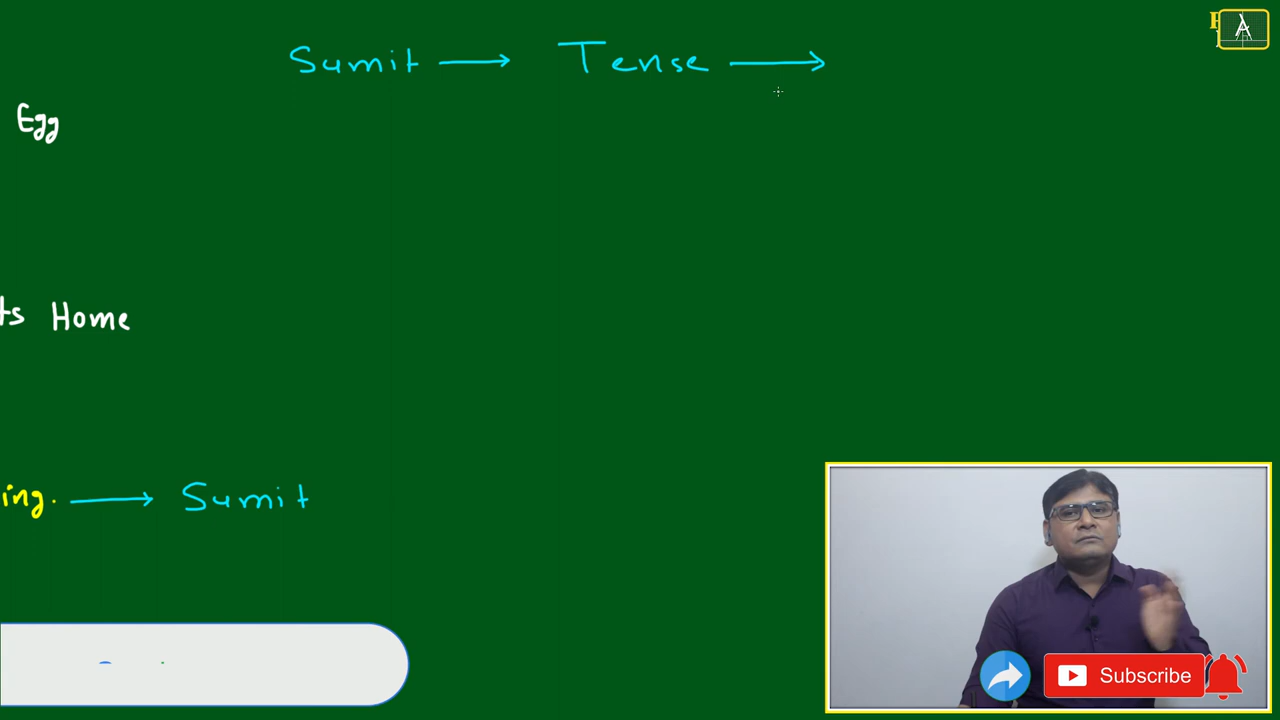 Sumit → Tense →
Egg
ts Home
ing. → Sumit
Subscribe